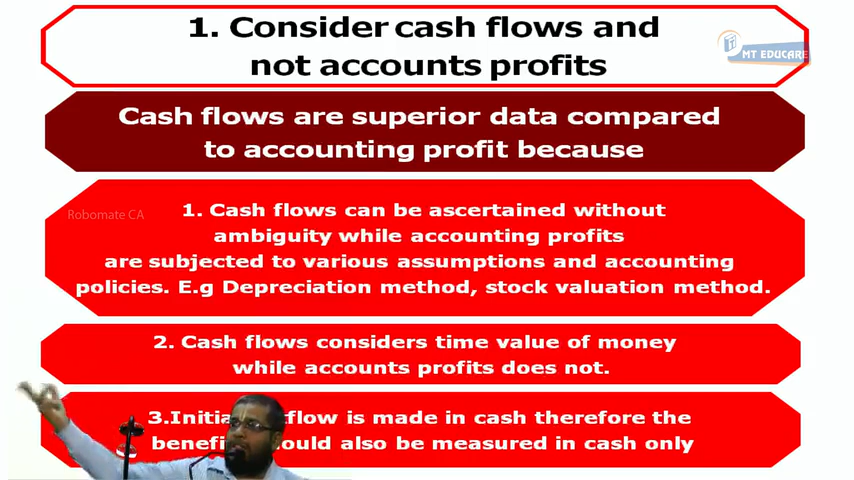 1. Consider cash flows and
not accounts profits
MT EDUCARE
Cash flows are superior data compared
to accounting profit because
Robomate CA
1. Cash flows can be ascertained without
ambiguity while accounting profits
are subjected to various assumptions and accounting
policies. E.g Depreciation method, stock valuation method.
2. Cash flows considers time value of money
while accounts profits does not.
3. flow is made in cash therefore the
also be measured in cash only